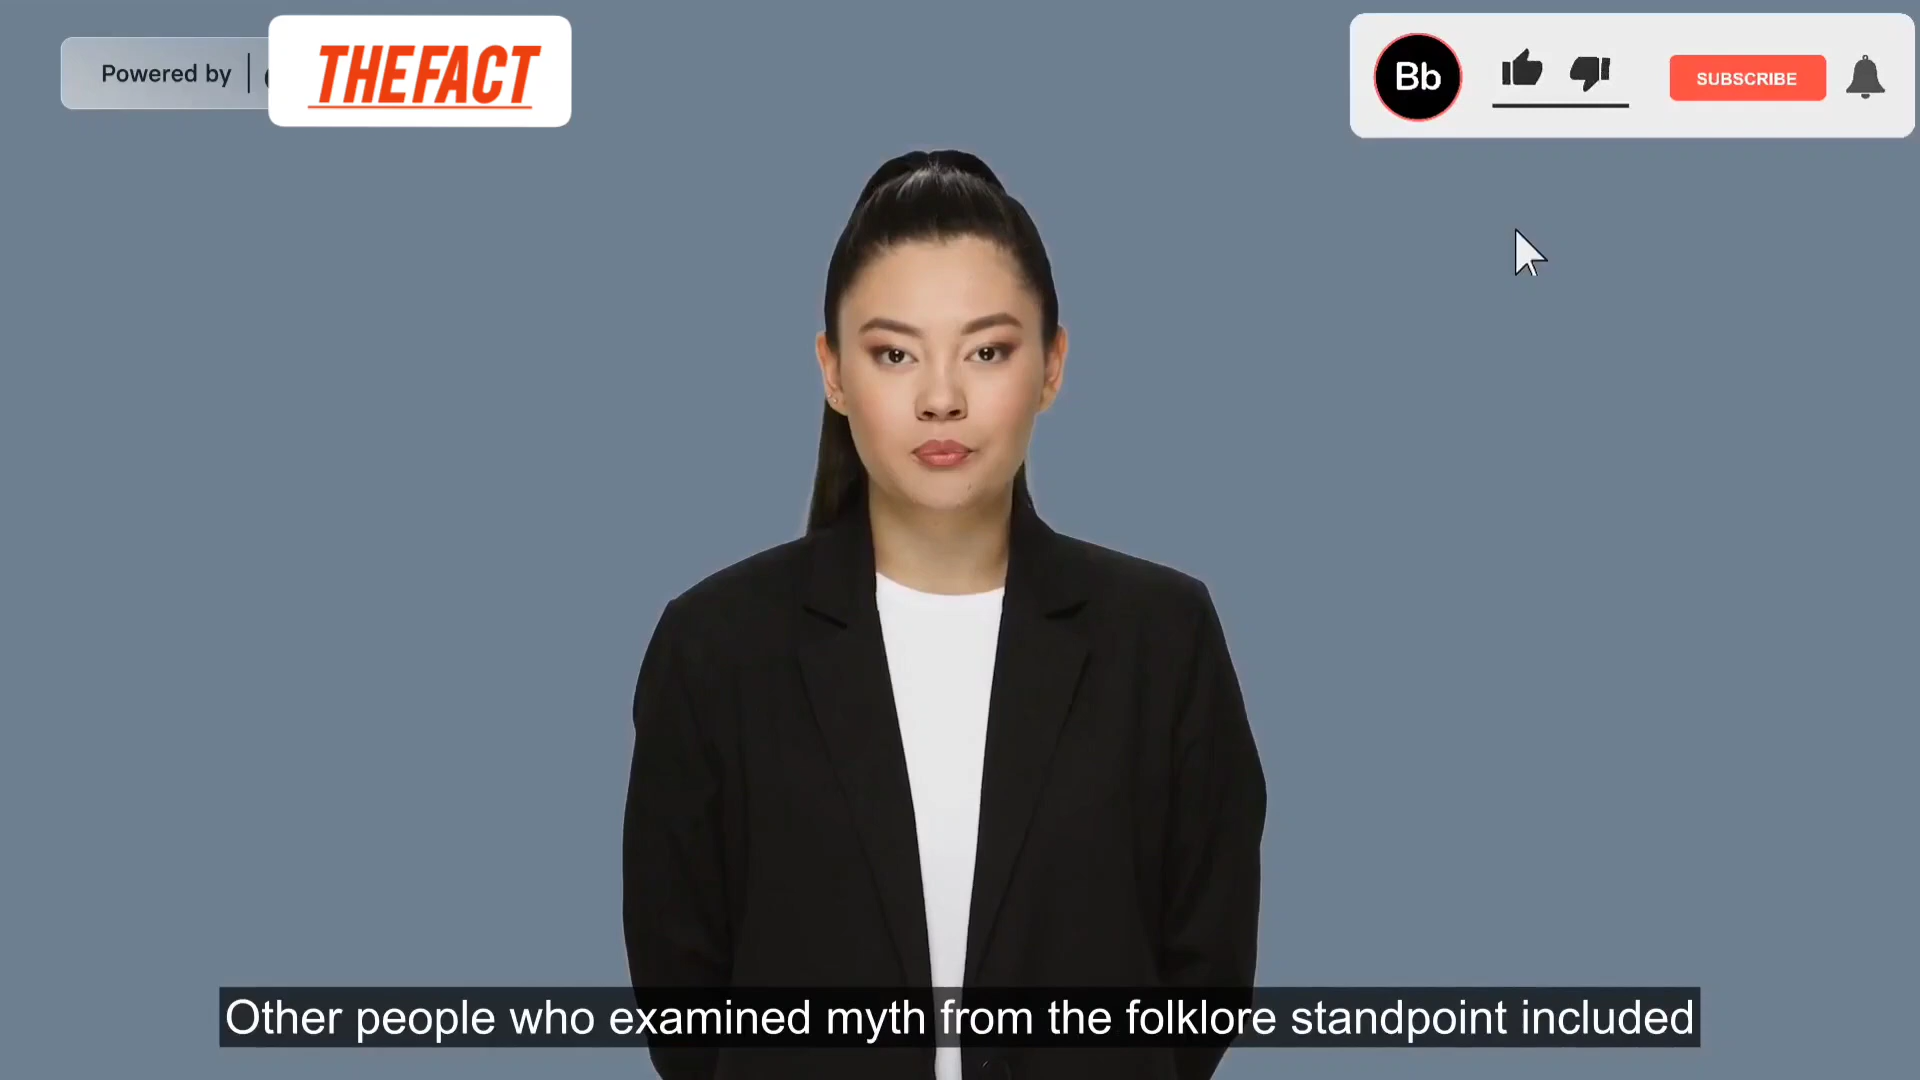 Powered by
THEFACT
Bb
SUBSCRIBE
Other people who examined myth from the folklore standpoint included